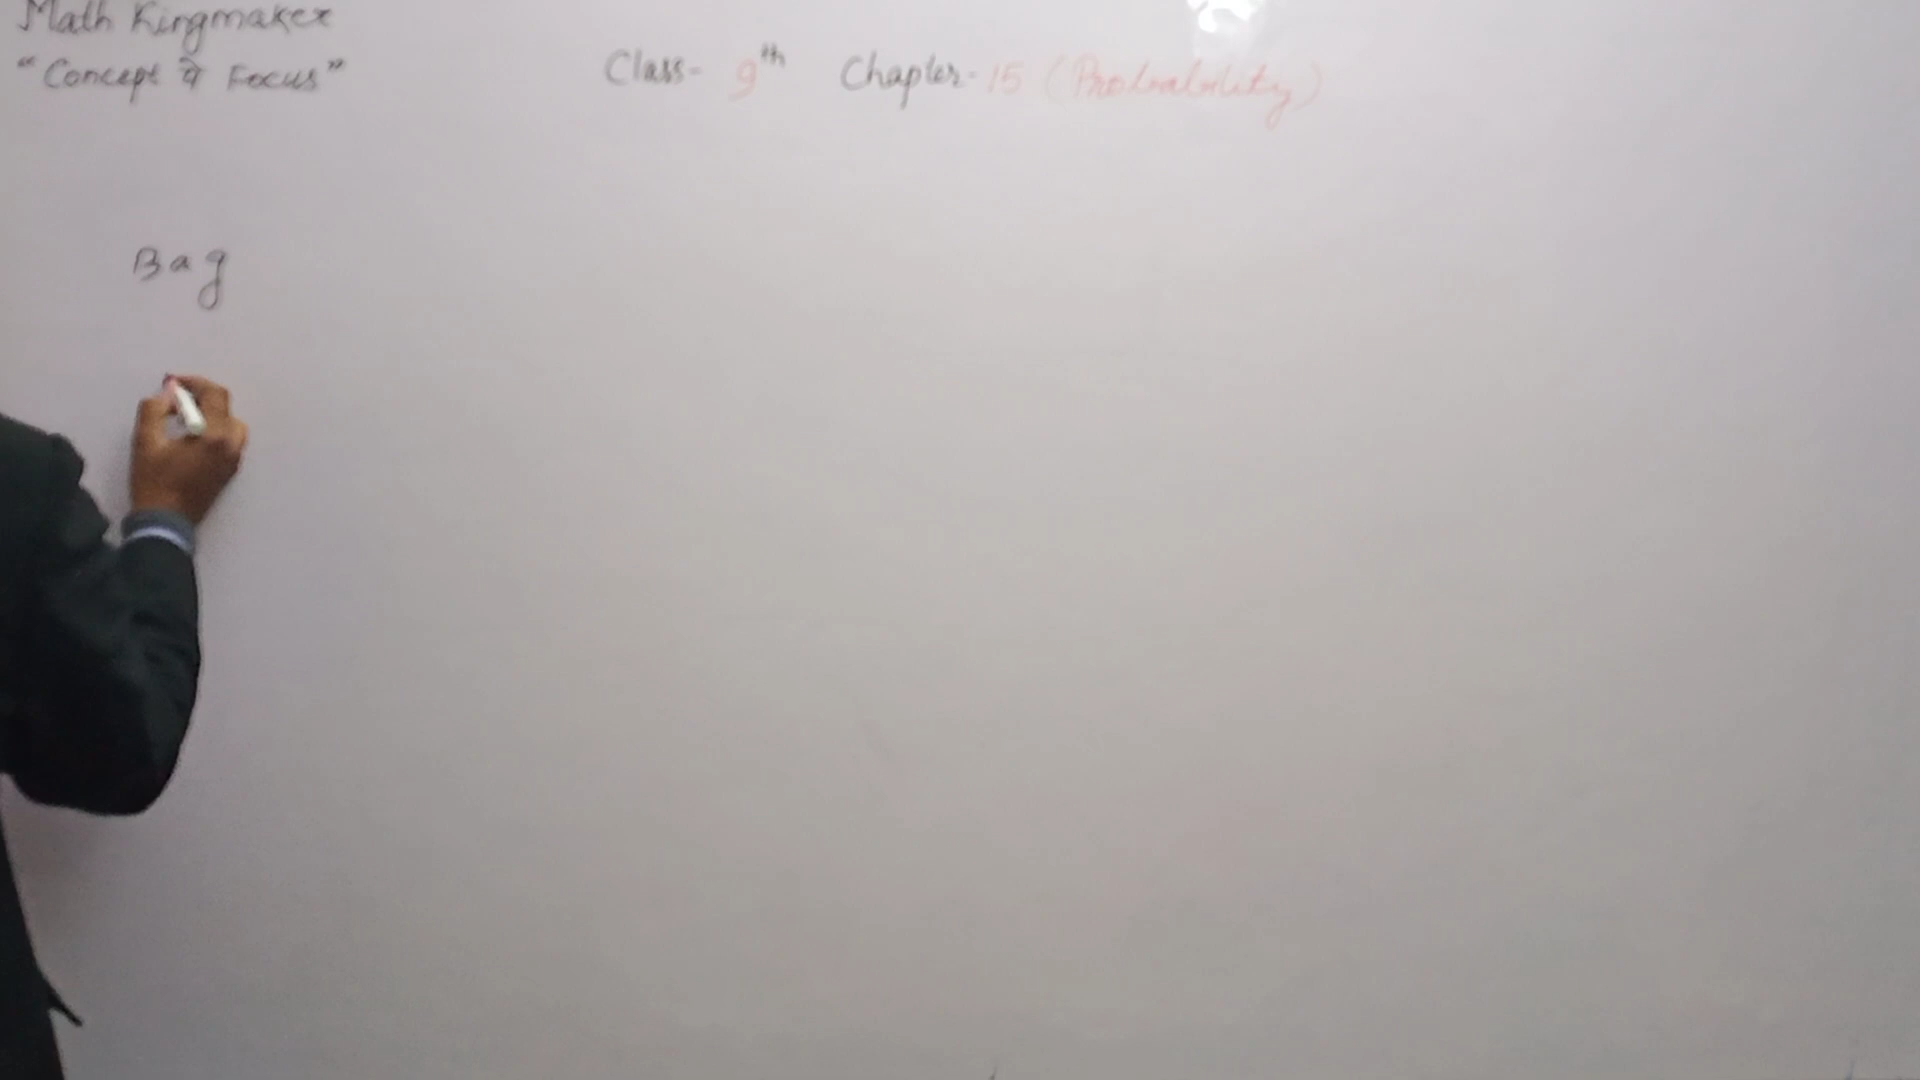 Math Kingmaker
"Concept पे Focus"
Class- 9th Chapter- 15 (Probability)
Bag